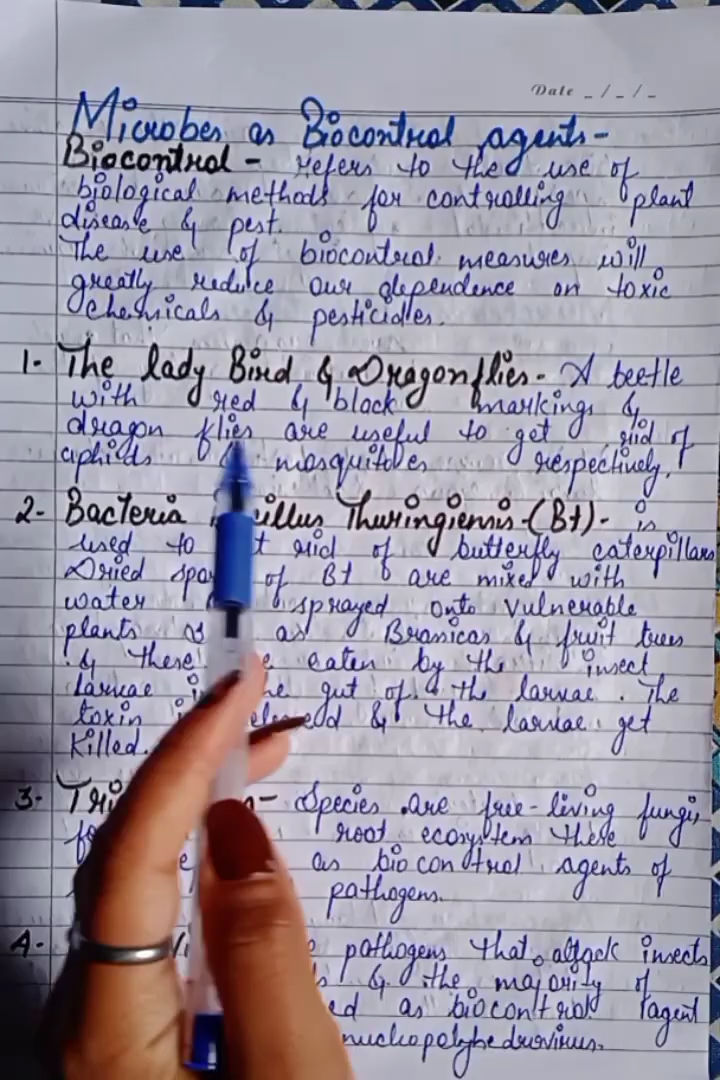 Date _ / _ / _
Microbes as Biocontrol agents-
Biocontrol - refers to the use of
biological methods for controlling plant
disease & pest.
The use of biocontrol measures will
greatly reduce our dependence on toxic
chemicals & pesticides.
1- The lady Bird & Dragonflies - A beetle
with red & black markings &
dragon flies are useful to get rid of
aphids mosquitoes respectively.
2- Bacteria Thuringiensis-(Bt)- is
used to rid of butterfly caterpillars
Dried of Bt are mixed with
water sprayed onto vulnerable
plants as Brassicas & fruit trees
& these eaten by the insect
larvae gut of the larvae. The
toxin & the larvae get
killed.
3- - Species are free-living fungi,
root ecosystem these
as biocontrol agents of
pathogens.
4- pathogens that attack insects
& the majority of
as biocontrol agent
nucleopolyhedrovirus.